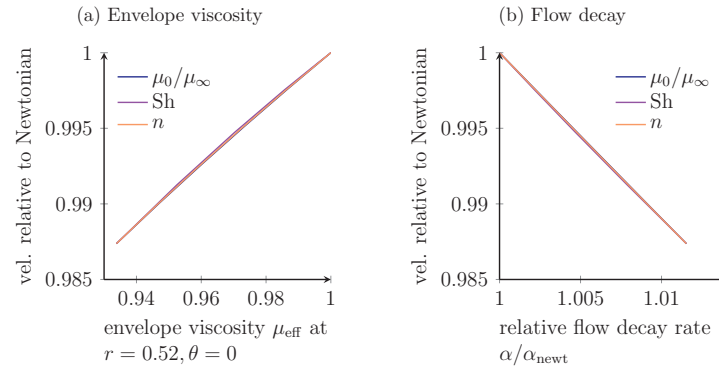 (a) Envelope viscosity
vel. relative to Newtonian
1
0.995
0.99
0.985
μ₀/μ∞
Sh
n
0.94 0.96 0.98 1
envelope viscosity μ_eff at
r = 0.52, θ = 0
(b) Flow decay
vel. relative to Newtonian
1
0.995
0.99
0.985
μ₀/μ∞
Sh
n
1 1.005 1.01
relative flow decay rate
α/α_newt